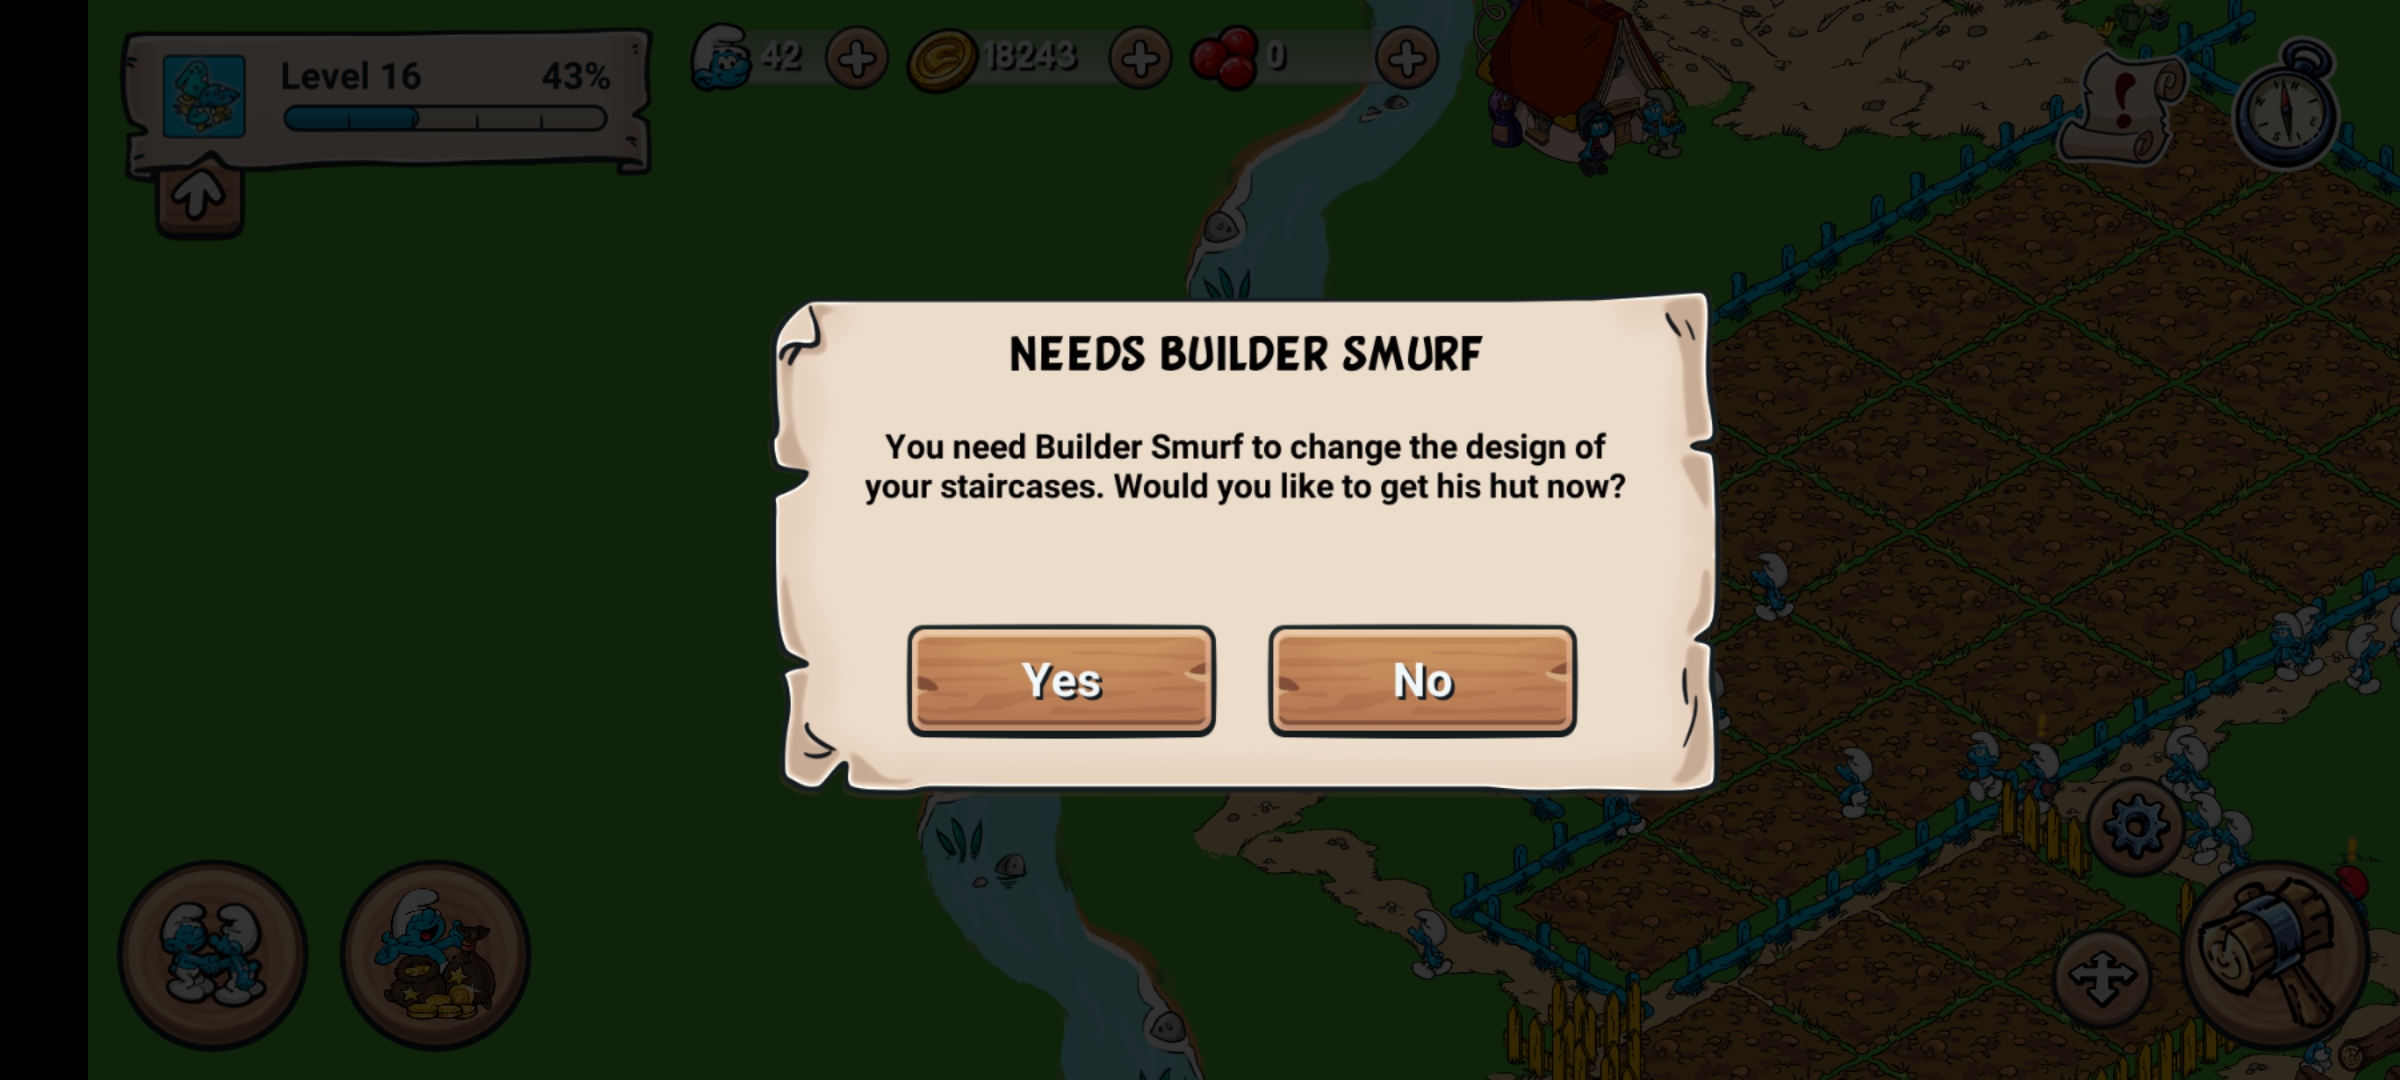 Level 16
43%
42
18243
0
NEEDS BUILDER SMURF
You need Builder Smurf to change the design of
your staircases. Would you like to get his hut now?
Yes
No